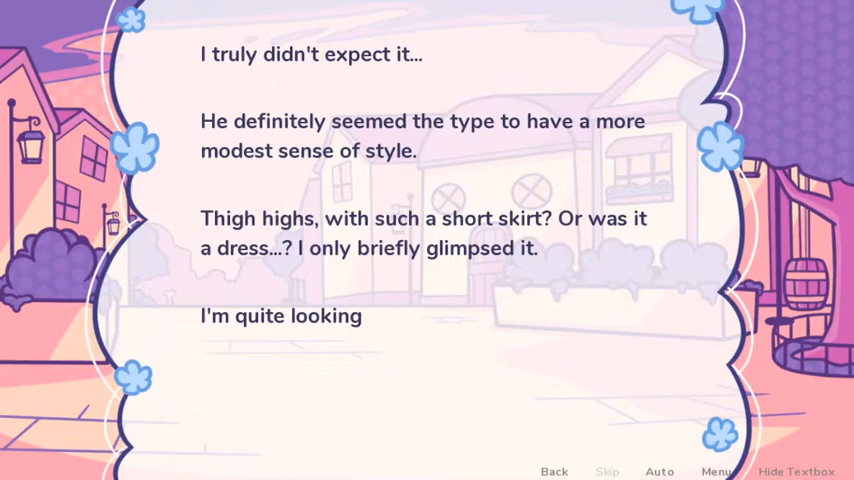 I truly didn't expect it...
He definitely seemed the type to have a more
modest sense of style.
Thigh highs, with such a short skirt? Or was it
a dress...? I only briefly glimpsed it.
I'm quite looking
Back Skip Auto Menu Hide Textbox